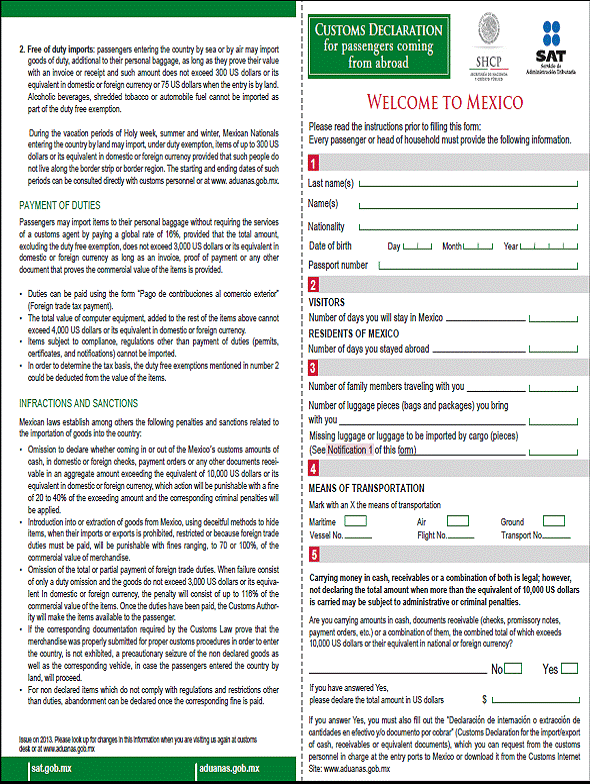 2. Free of duty imports: passengers entering the country by sea or by air may import
goods of duty, additional to their personal baggage, as long as they prove their value
with an invoice or receipt and such amount does not exceed 300 US dollars or its
equivalent in domestic or foreign currency or 75 US dollars when the entry is by land.
Alcoholic beverages, shredded tobacco or automobile fuel cannot be imported as
part of the duty free exemption.
During the vacation periods of Holy week, summer and winter, Mexican Nationals
entering the country by land may import, under duty exemption, items of up to 300 US
dollars or its equivalent in domestic or foreign currency provided that such people do
not live along the border strip or border region. The starting and ending dates of such
periods can be consulted directly with customs personnel or at www. aduanas.gob.mx.
PAYMENT OF DUTIES
Passengers may import items to their personal baggage without requiring the services
of a customs agent by paying a global rate of 16%, provided that the total amount,
excluding the duty free exemption, does not exceed 3,000 US dollars or its equivalent in
domestic or foreign currency as long as an invoice, proof of payment or any other
document that proves the commercial value of the items is provided.
• Duties can be paid using the form "Pago de contribuciones al comercio exterior"
(Foreign trade tax payment).
• The total value of computer equipment, added to the rest of the items above cannot
exceed 4,000 US dollars or its equivalent in domestic or foreign currency.
• Items subject to compliance, regulations other than payment of duties (permits,
certificates, and notifications) cannot be imported.
• In order to determine the tax basis, the duty free exemptions mentioned in number 2
could be deducted from the value of the items.
INFRACTIONS AND SANCTIONS
Mexican laws establish among others the following penalties and sanctions related to
the importation of goods into the country:
• Omission to declare whether coming in or out of the Mexico's customs amounts of
cash, in domestic or foreign checks, payment orders or any other documents recei-
vable in an aggregate amount exceeding the equivalent of 10,000 US dollars or its
equivalent in domestic or foreign currency, which action will be punishable with a fine
of 20 to 40% of the exceeding amount and the corresponding criminal penalties will
be applied.
• Introduction into or extraction of goods from Mexico, using deceitful methods to hide
items, when their imports or exports is prohibited, restricted or because foreign trade
duties must be paid, will be punishable with fines ranging, to 70 or 100%, of the
commercial value of merchandise.
• Omission of the total or partial payment of foreign trade duties. When failure consist
of only a duty omission and the goods do not exceed 3,000 US dollars or its equiva-
lent In domestic or foreign currency, the penalty will consist of up to 116% of the
commercial value of the items. Once the duties have been paid, the Customs Author-
ity will make the items available to the passenger.
• If the corresponding documentation required by the Customs Law prove that the
merchandise was properly submitted for proper customs procedures in order to enter
the country, is not exhibited, a precautionary seizure of the non declared goods as
well as the corresponding vehicle, in case the passengers entered the country by
land, will proceed.
• For non declared items which do not comply with regulations and restrictions other
than duties, abandonment can be declared once the corresponding fine is paid.
Issue on 2013. Please look up for changes in this information when you are visiting us again at customs
desk or at www.aduanas.gob.mx
sat.gob.mx
aduanas.gob.mx
CUSTOMS DECLARATION
for passengers coming
from abroad
SHCP
SECRETARÍA DE HACIENDA
Y CRÉDITO PÚBLICO
SAT
Servicio de
Administración Tributaria
WELCOME TO MEXICO
Please read the instructions prior to filling this form:
Every passenger or head of household must provide the following information.
1
Last name(s)
Name(s)
Nationality
Date of birth Day Month Year
Passport number
2
VISITORS
Number of days you will stay in Mexico
RESIDENTS OF MEXICO
Number of days you stayed abroad
3
Number of family members traveling with you
Number of luggage pieces (bags and packages) you bring
with you
Missing luggage or luggage to be imported by cargo (pieces)
(See Notification 1 of this form)
4
MEANS OF TRANSPORTATION
Mark with an X the means of transportation
Maritime Air Ground
Vessel No. Flight No. Transport No.
5
Carrying money in cash, receivables or a combination of both is legal; however,
not declaring the total amount when more than the equivalent of 10,000 US dollars
is carried may be subject to administrative or criminal penalties.
Are you carrying amounts in cash, documents receivable (checks, promissory notes,
payment orders, etc.) or a combination of them, the combined total of which exceeds
10,000 US dollars or their equivalent in national or foreign currency?
No Yes
If you have answered Yes,
please declare the total amount in US dollars $
If you answer Yes, you must also fill out the "Declaración de internación o extracción de
cantidades en efectivo y/o documento por cobrar" (Customs Declaration for the import/export
of cash, receivables or equivalent documents), which you can request from the customs
personnel in charge at the entry ports to Mexico or download it from the Customs Internet
Site: www.aduanas.gob.mx